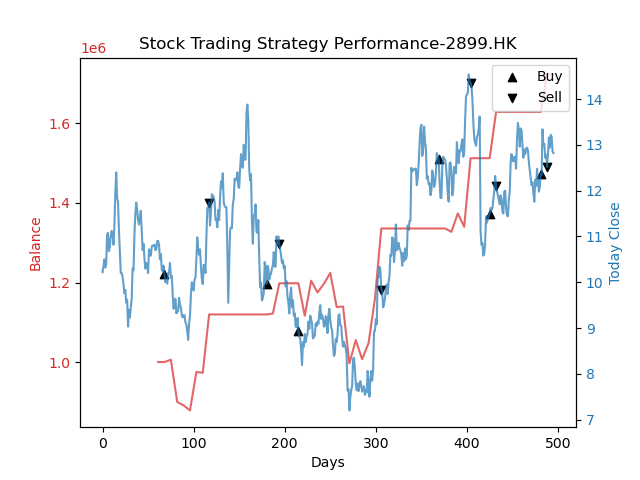 Stock Trading Strategy Performance-2899.HK
1e6
Buy
Sell
1.6
1.4
1.2
1.0
Balance
14
13
12
11
10
9
8
7
Today Close
0 100 200 300 400 500
Days